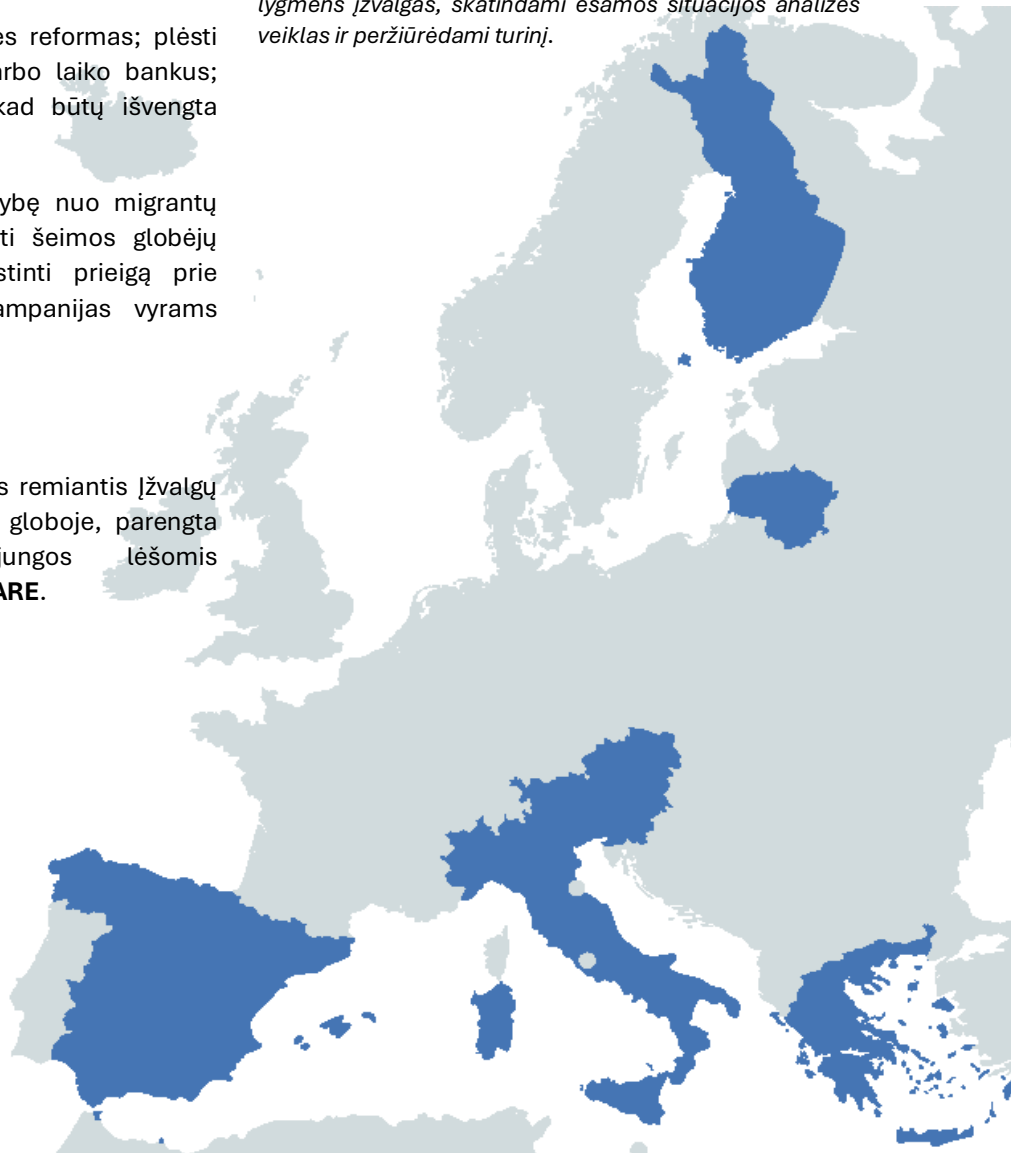 es reformas; plėsti
arbo laiko bankus;
kad būtų išvengta
ybę nuo migrantų
ti šeimos globėjų
stinti prieigą prie
ampanijas vyrams
s remiantis Įžvalgų
globoje, parengta
jungos lėšomis
ARE.
lygmens įžvalgas, skatindami esamos situacijos analizes
veiklas ir peržiūrėdami turinį.